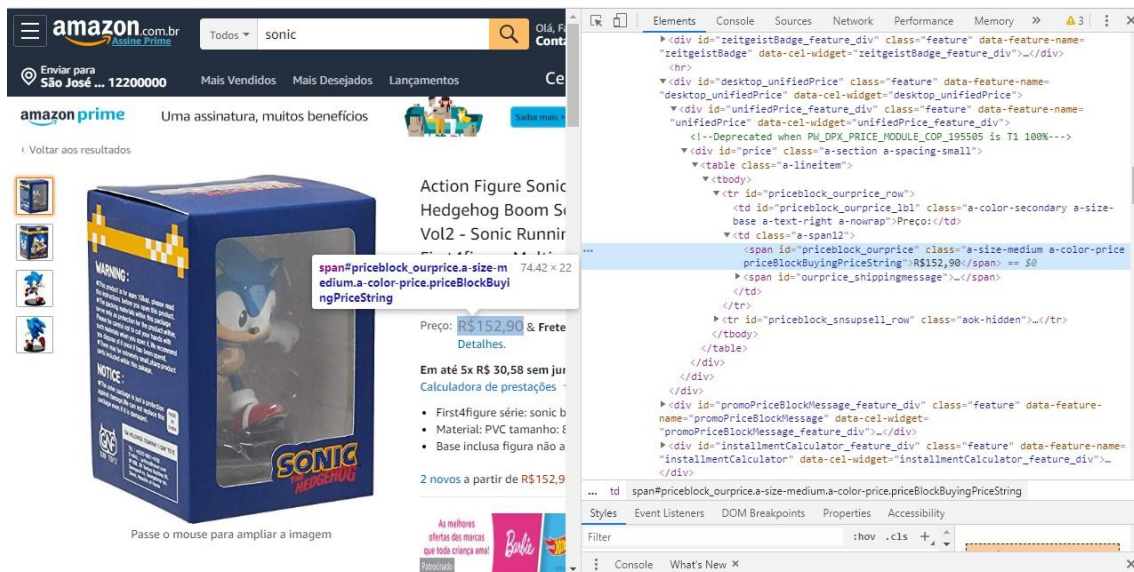 amazon.com.br
Assine Prime
Todos
sonic
Olá, Fa
Conta
Enviar para
São José ... 12200000
Mais Vendidos
Mais Desejados
Lançamentos
Ce
amazon prime
Uma assinatura, muitos benefícios
Saiba mais >
‹ Voltar aos resultados
WARNING :
NOTICE :
SONIC
THE
HEDGEHOG
Passe o mouse para ampliar a imagem
Action Figure Sonic
Hedgehog Boom S
Vol2 - Sonic Runnin
span#priceblock_ourprice.a-size-m
edium.a-color-price.priceBlockBuyi
ngPriceString
74.42 × 22
Preço: R$152,90 & Frete
Detalhes.
Em até 5x R$ 30,58 sem jur
Calculadora de prestações
• First4figure série: sonic b
• Material: PVC tamanho: 8
• Base inclusa figura não a
2 novos a partir de R$152,9
As melhores
ofertas das marcas
que toda criança ama!
Patrocinado
Barbie
Elements Console Sources Network Performance Memory » 3
▶<div id="zeitgeistBadge_feature_div" class="feature" data-feature-name=
"zeitgeistBadge" data-cel-widget="zeitgeistBadge_feature_div">…</div>
<hr>
▼<div id="desktop_unifiedPrice" class="feature" data-feature-name=
"desktop_unifiedPrice" data-cel-widget="desktop_unifiedPrice">
▼<div id="unifiedPrice_feature_div" class="feature" data-feature-name=
"unifiedPrice" data-cel-widget="unifiedPrice_feature_div">
<!--Deprecated when PW_DPX_PRICE_MODULE_COP_195505 is T1 100%--->
▼<div id="price" class="a-section a-spacing-small">
▼<table class="a-lineitem">
▼<tbody>
▼<tr id="priceblock_ourprice_row">
<td id="priceblock_ourprice_lbl" class="a-color-secondary a-size-
base a-text-right a-nowrap">Preço:</td>
▼<td class="a-span12">
<span id="priceblock_ourprice" class="a-size-medium a-color-price
priceBlockBuyingPriceString">R$152,90</span> == $0
▶<span id="ourprice_shippingmessage">…</span>
</td>
</tr>
▶<tr id="priceblock_snsupsell_row" class="aok-hidden">…</tr>
</tbody>
</table>
</div>
</div>
</div>
▶<div id="promoPriceBlockMessage_feature_div" class="feature" data-feature-
name="promoPriceBlockMessage" data-cel-widget=
"promoPriceBlockMessage_feature_div">…</div>
▶<div id="installmentCalculator_feature_div" class="feature" data-feature-name=
"installmentCalculator" data-cel-widget="installmentCalculator_feature_div">…
</div>
... td span#priceblock_ourprice.a-size-medium.a-color-price.priceBlockBuyingPriceString
Styles Event Listeners DOM Breakpoints Properties Accessibility
Filter :hov .cls +
Console What's New ×